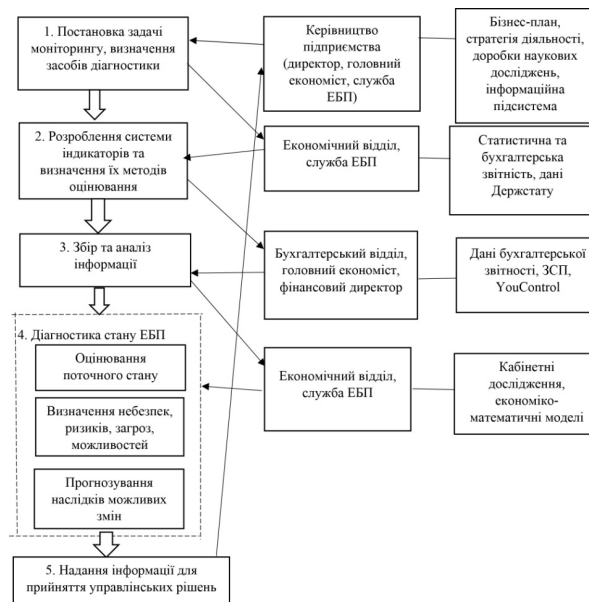 1. Постановка задачі
моніторингу, визначення
засобів діагностики
Керівництво
підприємства
(директор, головний
економіст, служба
ЕБП)
Бізнес-план,
стратегія діяльності,
доробки наукових
досліджень,
інформаційна
підсистема
2. Розроблення системи
індикаторів та
визначення їх методів
оцінювання
Економічний відділ,
служба ЕБП
Статистична та
бухгалтерська
звітність, дані
Держстату
3. Збір та аналіз
інформації
Бухгалтерський відділ,
головний економіст,
фінансовий директор
Дані бухгалтерської
звітності, ЗСП,
YouControl
4. Діагностика стану ЕБП
Оцінювання
поточного стану
Визначення небезпек,
ризиків, загроз,
можливостей
Прогнозування
наслідків можливих
змін
Економічний відділ,
служба ЕБП
Кабінетні
дослідження,
економіко-
математичні моделі
5. Надання інформації для
прийняття управлінських рішень